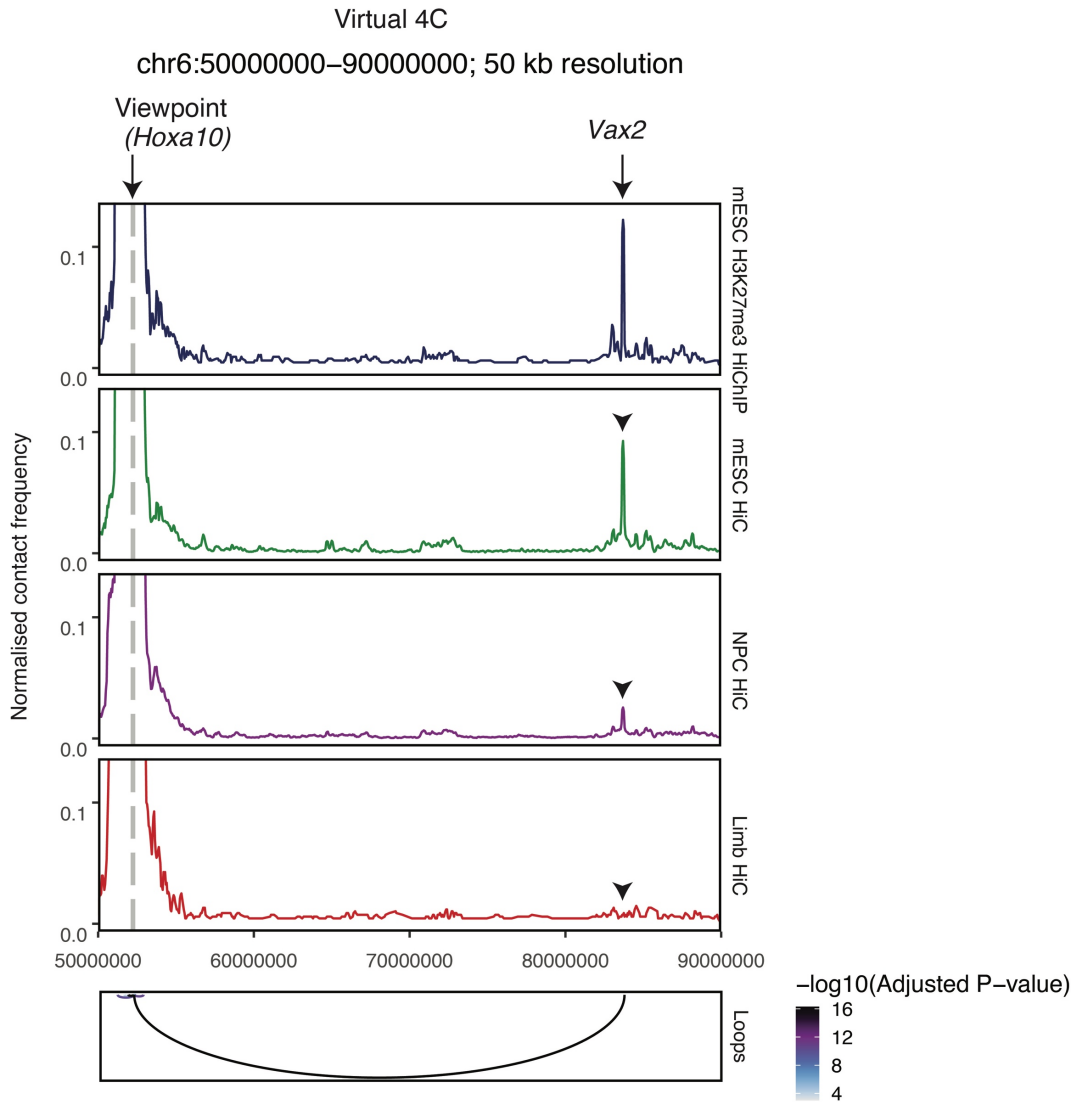 Virtual 4C
chr6:50000000–90000000; 50 kb resolution
Viewpoint
(Hoxa10)
Vax2
Normalised contact frequency
0.1
0.0
mESC H3K27me3 HiChIP
0.1
0.0
mESC HiC
0.1
0.0
NPC HiC
0.1
0.0
Limb HiC
50000000 60000000 70000000 80000000 90000000
Loops
−log10(Adjusted P−value)
16
12
8
4